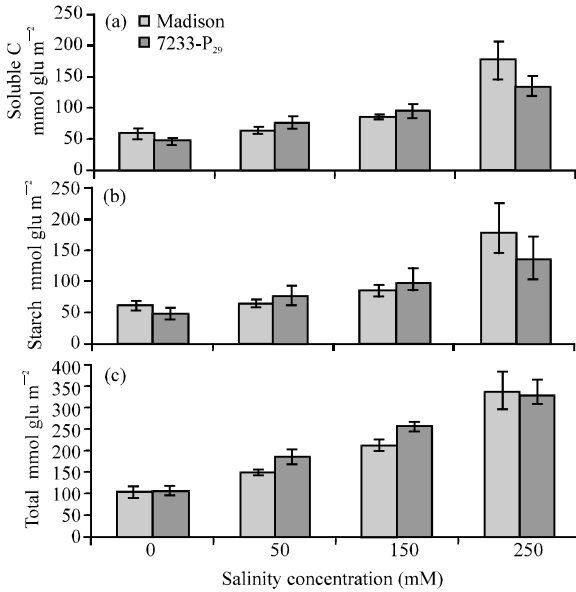 (a)
Madison
7233-P₂₉
Soluble C
mmol glu m⁻²
250
200
150
100
50
0
(b)
Starch mmol glu m⁻²
250
200
150
100
50
0
(c)
Total mmol glu m⁻²
400
350
300
250
200
150
100
50
0
0 50 150 250
Salinity concentration (mM)